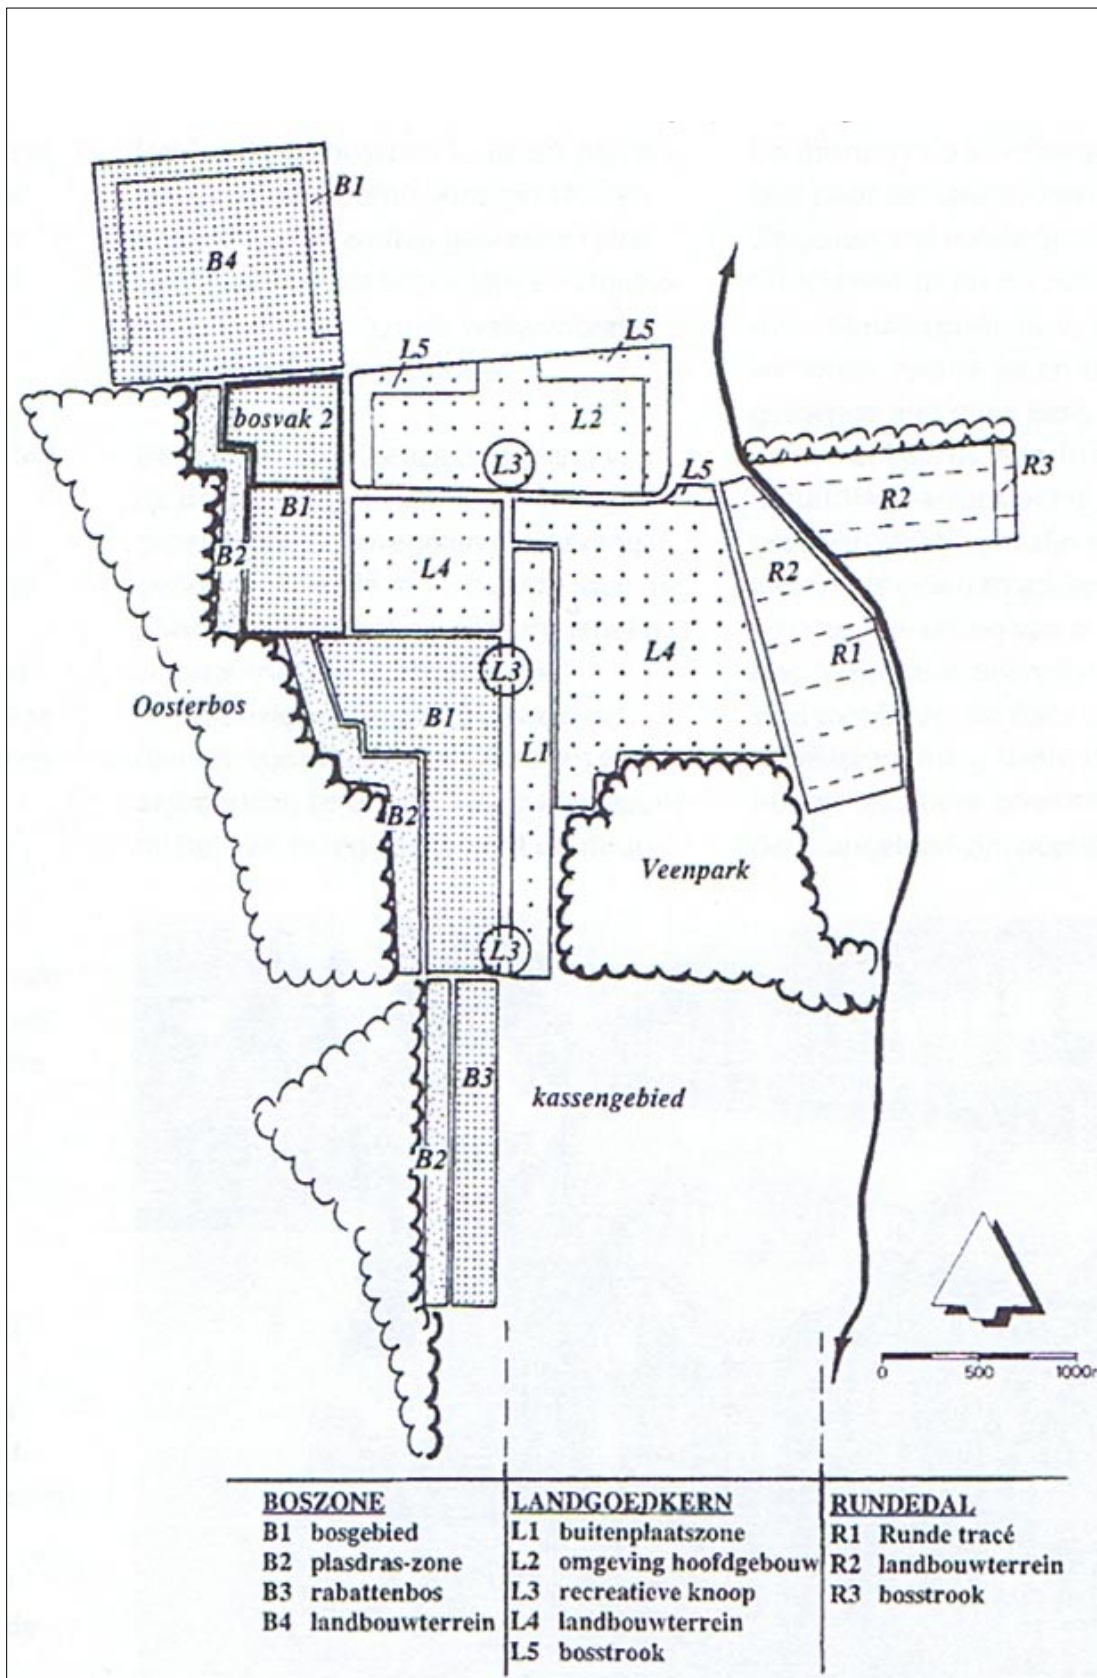 B1
B4
L5
L5
bosvak 2
L2
L3
L5
R3
R2
B1
B2
L4
R2
R1
L4
L3
Oosterbos
B1
L1
B2
Veenpark
L3
B3
kassengebied
B2
0 500 1000m
BOSZONE
B1 bosgebied
B2 plasdras-zone
B3 rabattenbos
B4 landbouwterrein
LANDGOEDKERN
L1 buitenplaatszone
L2 omgeving hoofdgebouw
L3 recreatieve knoop
L4 landbouwterrein
L5 bosstrook
RUNDEDAL
R1 Runde tracé
R2 landbouwterrein
R3 bosstrook